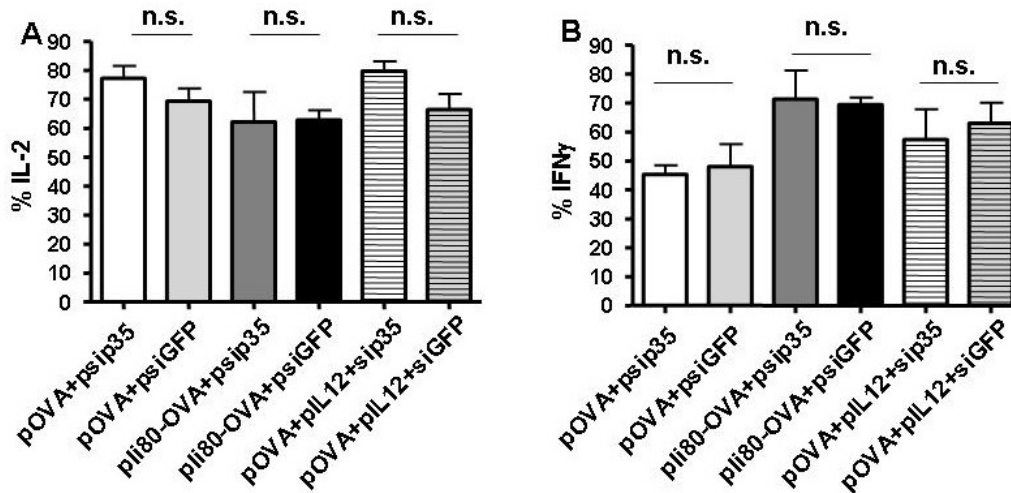 A
n.s.
n.s.
n.s.
% IL-2
90
80
70
60
50
40
30
20
10
0
pOVA+psip35
pOVA+psiGFP
pIi80-OVA+psip35
pIi80-OVA+psiGFP
pOVA+pIL12+sip35
pOVA+pIL12+siGFP
B
n.s.
n.s.
n.s.
% IFNγ
90
80
70
60
50
40
30
20
10
0
pOVA+psip35
pOVA+psiGFP
pIi80-OVA+psip35
pIi80-OVA+psiGFP
pOVA+pIL12+sip35
pOVA+pIL12+siGFP